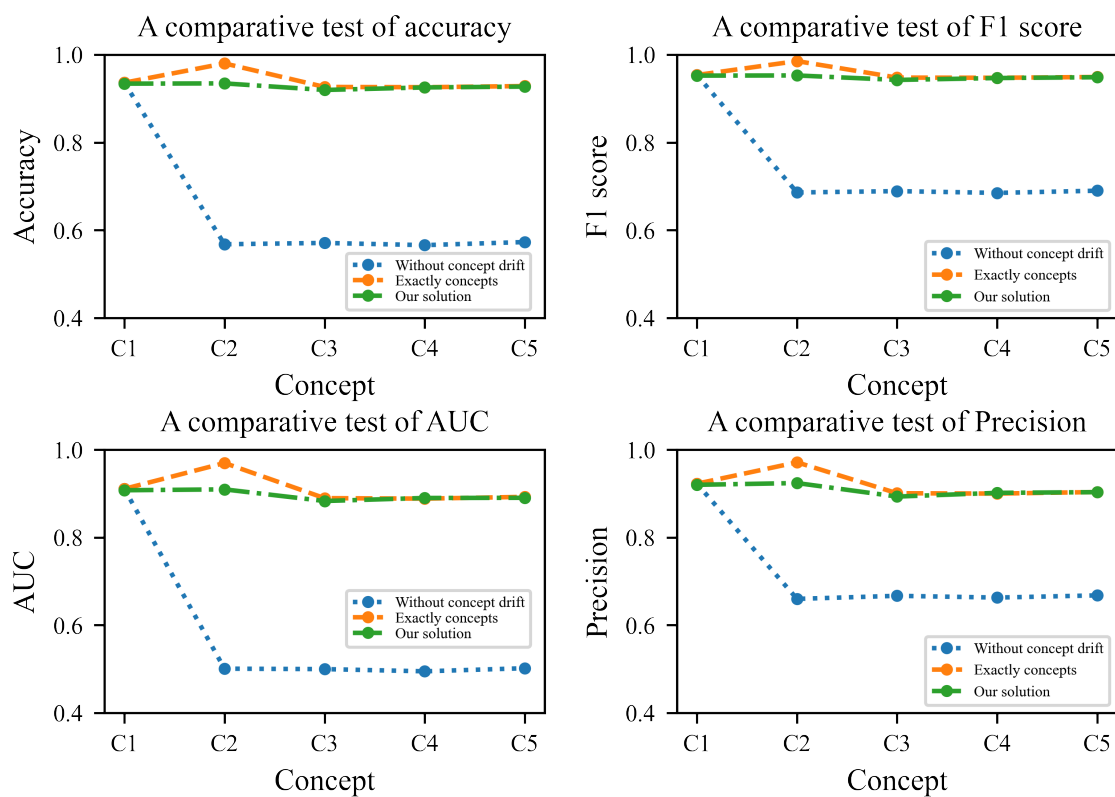 A comparative test of accuracy
1.0
0.8
0.6
0.4
Accuracy
Without concept drift
Exactly concepts
Our solution
C1 C2 C3 C4 C5
Concept
A comparative test of F1 score
1.0
0.8
0.6
0.4
F1 score
Without concept drift
Exactly concepts
Our solution
C1 C2 C3 C4 C5
Concept
A comparative test of AUC
1.0
0.8
0.6
0.4
AUC
Without concept drift
Exactly concepts
Our solution
C1 C2 C3 C4 C5
Concept
A comparative test of Precision
1.0
0.8
0.6
0.4
Precision
Without concept drift
Exactly concepts
Our solution
C1 C2 C3 C4 C5
Concept